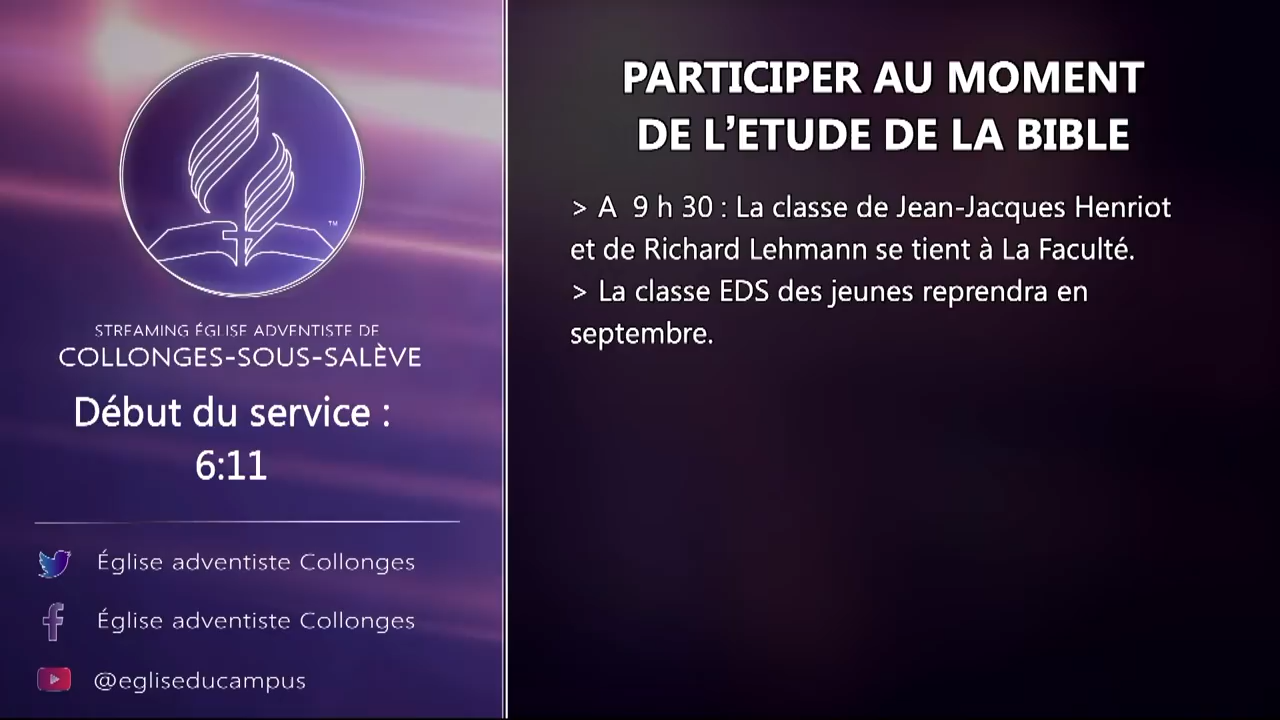 ™
STREAMING ÉGLISE ADVENTISTE DE
COLLONGES-SOUS-SALÈVE
Début du service :
6:11
Église adventiste Collonges
Église adventiste Collonges
@egliseducampus
PARTICIPER AU MOMENT
DE L’ETUDE DE LA BIBLE
> A  9 h 30 : La classe de Jean-Jacques Henriot
et de Richard Lehmann se tient à La Faculté.
> La classe EDS des jeunes reprendra en
septembre.